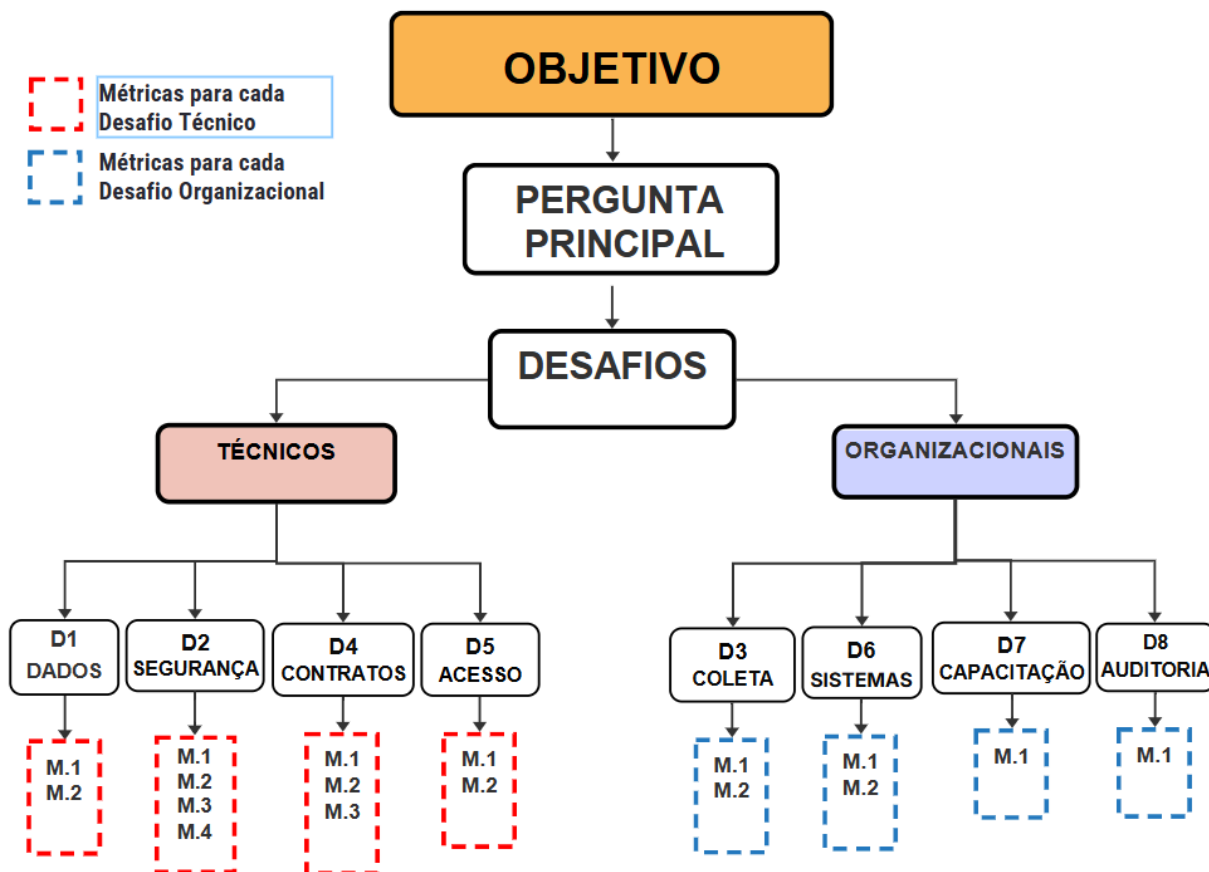 OBJETIVO
Métricas para cada
Desafio Técnico
Métricas para cada
Desafio Organizacional
PERGUNTA
PRINCIPAL
DESAFIOS
TÉCNICOS
ORGANIZACIONAIS
D1
DADOS
D2
SEGURANÇA
D4
CONTRATOS
D5
ACESSO
D3
COLETA
D6
SISTEMAS
D7
CAPACITAÇÃO
D8
AUDITORIA
M.1
M.2
M.1
M.2
M.3
M.4
M.1
M.2
M.3
M.1
M.2
M.1
M.2
M.1
M.2
M.1
M.1